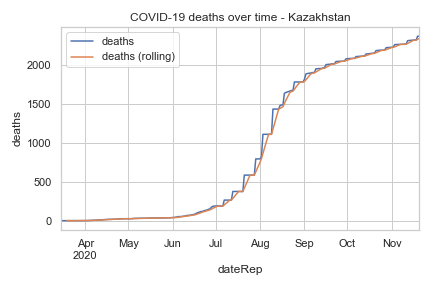 COVID-19 deaths over time - Kazakhstan
deaths
deaths (rolling)
2000
1500
1000
500
0
deaths
Apr May Jun Jul Aug Sep Oct Nov
2020
dateRep